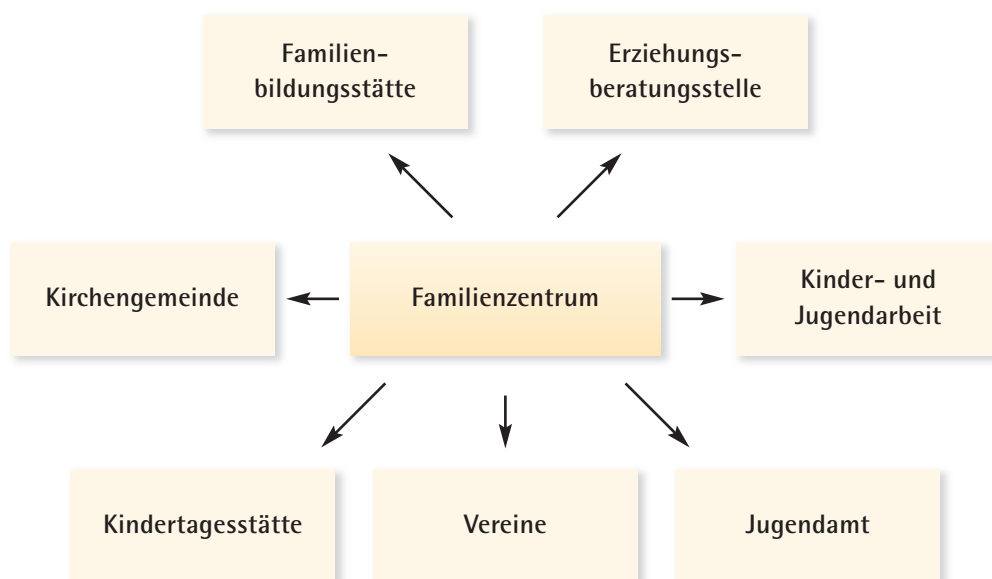 Familien-
bildungsstätte
Erziehungs-
beratungsstelle
Kirchengemeinde
Familienzentrum
Kinder- und
Jugendarbeit
Kindertagesstätte
Vereine
Jugendamt